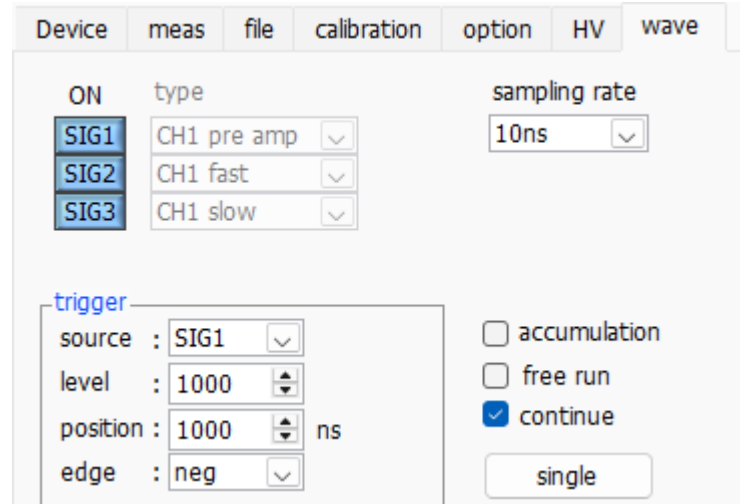 Device meas file calibration option HV wave
ON type sampling rate
SIG1 CH1 pre amp 10ns
SIG2 CH1 fast
SIG3 CH1 slow
trigger
source : SIG1 accumulation
level : 1000 free run
position : 1000 ns continue
edge : neg single